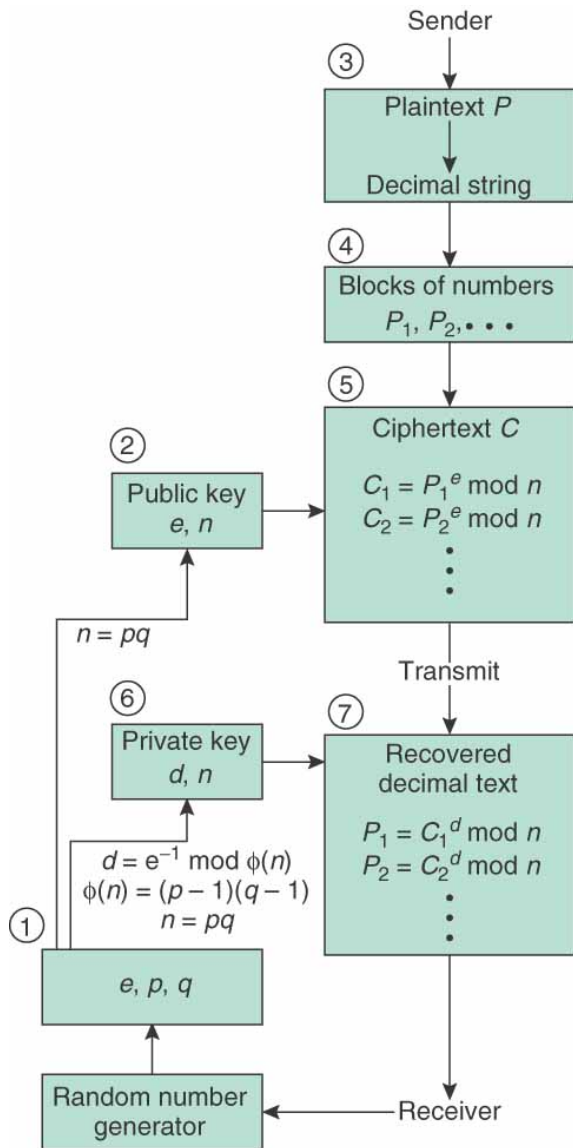 Sender
③
Plaintext P
Decimal string
④
Blocks of numbers
P₁, P₂, • • •
⑤
Ciphertext C
C₁ = P₁ᵉ mod n
C₂ = P₂ᵉ mod n
②
Public key
e, n
n = pq
Transmit
⑥
Private key
d, n
⑦
Recovered
decimal text
P₁ = C₁ᵈ mod n
P₂ = C₂ᵈ mod n
d = e⁻¹ mod ϕ(n)
ϕ(n) = (p – 1)(q – 1)
n = pq
①
e, p, q
Random number
generator
Receiver